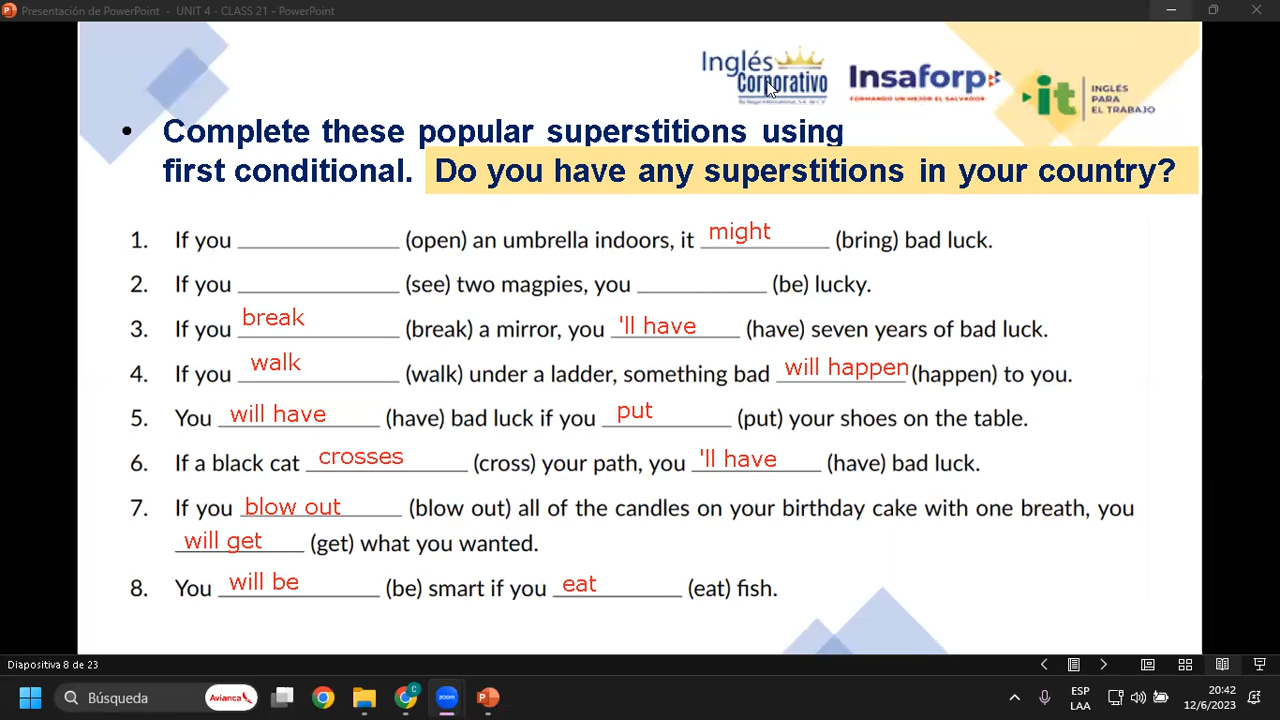 Presentación de PowerPoint - UNIT 4 - CLASS 21 - PowerPoint
Inglés
Corporativo
Insaforp
FORMANDO UN MEJOR EL SALVADOR
it
INGLÉS
PARA
EL TRABAJO
• Complete these popular superstitions using
first conditional. Do you have any superstitions in your country?
1. If you ____________ (open) an umbrella indoors, it might (bring) bad luck.
2. If you ____________ (see) two magpies, you ____________ (be) lucky.
3. If you break (break) a mirror, you 'll have (have) seven years of bad luck.
4. If you walk (walk) under a ladder, something bad will happen (happen) to you.
5. You will have (have) bad luck if you put (put) your shoes on the table.
6. If a black cat crosses (cross) your path, you 'll have (have) bad luck.
7. If you blow out (blow out) all of the candles on your birthday cake with one breath, you
will get (get) what you wanted.
8. You will be (be) smart if you eat (eat) fish.
Diapositiva 8 de 23
Búsqueda
Avianca
C
zoom
ESP
LAA
20:42
12/6/2023